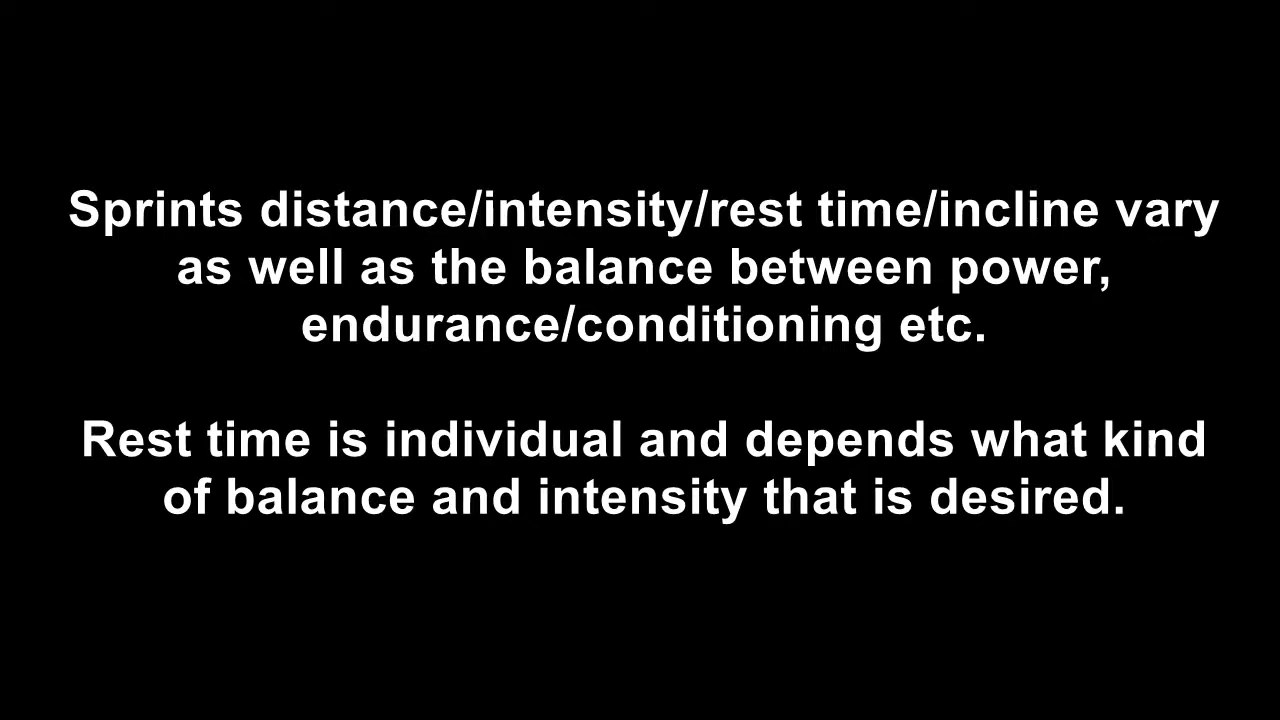 Sprints distance/intensity/rest time/incline vary
as well as the balance between power,
endurance/conditioning etc.
Rest time is individual and depends what kind
of balance and intensity that is desired.